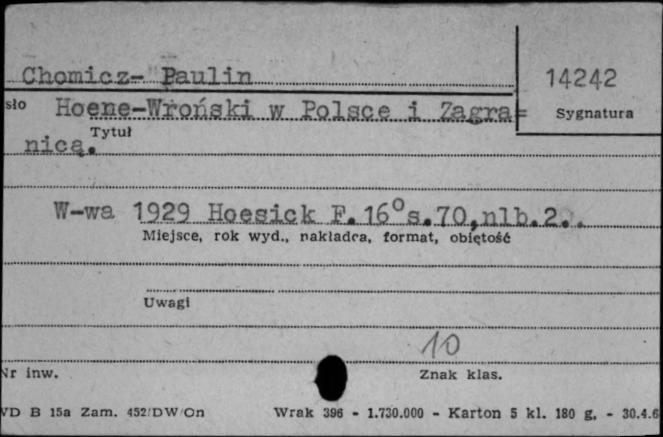 Chomicz- Paulin
14242
sło Hoene-Wroński w Polsce i Zagra=
Sygnatura
Tytuł
nicą.
W-wa 1929 Hoesick F. 16° s. 70, nlb. 2.
Miejsce, rok wyd., nakładca, format, objętość
Uwagi
10
Nr inw.
Znak klas.
VD B 15a Zam. 452/DW/On Wrak 396 - 1.730.000 - Karton 5 kl. 180 g. - 30.4.6